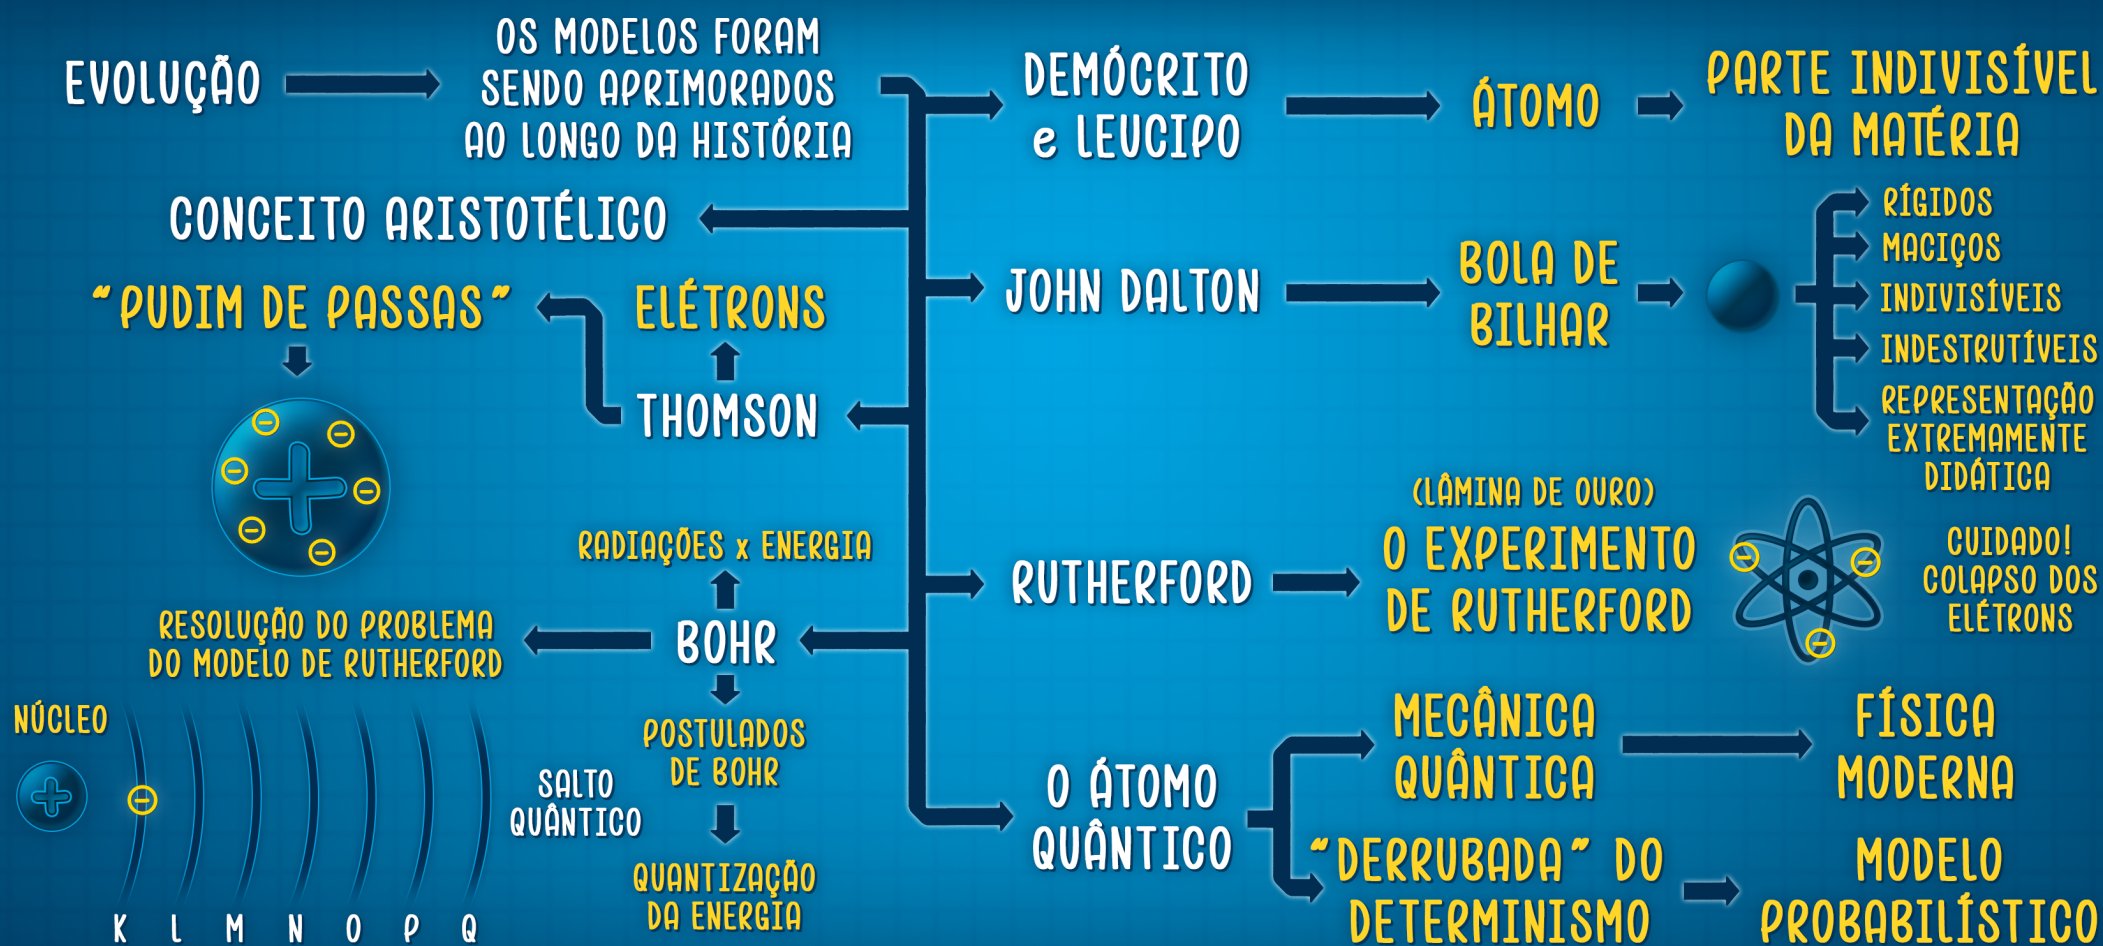 EVOLUÇÃO
OS MODELOS FORAM
SENDO APRIMORADOS
AO LONGO DA HISTÓRIA
DEMÓCRITO
e LEUCIPO
ÁTOMO
PARTE INDIVISÍVEL
DA MATÉRIA
CONCEITO ARISTOTÉLICO
JOHN DALTON
BOLA DE
BILHAR
RÍGIDOS
MACIÇOS
INDIVISÍVEIS
INDESTRUTÍVEIS
REPRESENTAÇÃO
EXTREMAMENTE
DIDÁTICA
THOMSON
ELÉTRONS
"PUDIM DE PASSAS"
RUTHERFORD
(LÂMINA DE OURO)
O EXPERIMENTO
DE RUTHERFORD
CUIDADO!
COLAPSO DOS
ELÉTRONS
BOHR
RADIAÇÕES x ENERGIA
RESOLUÇÃO DO PROBLEMA
DO MODELO DE RUTHERFORD
POSTULADOS
DE BOHR
QUANTIZAÇÃO
DA ENERGIA
NÚCLEO
SALTO
QUÂNTICO
K L M N O P Q
O ÁTOMO
QUÂNTICO
MECÂNICA
QUÂNTICA
FÍSICA
MODERNA
"DERRUBADA" DO
DETERMINISMO
MODELO
PROBABILÍSTICO